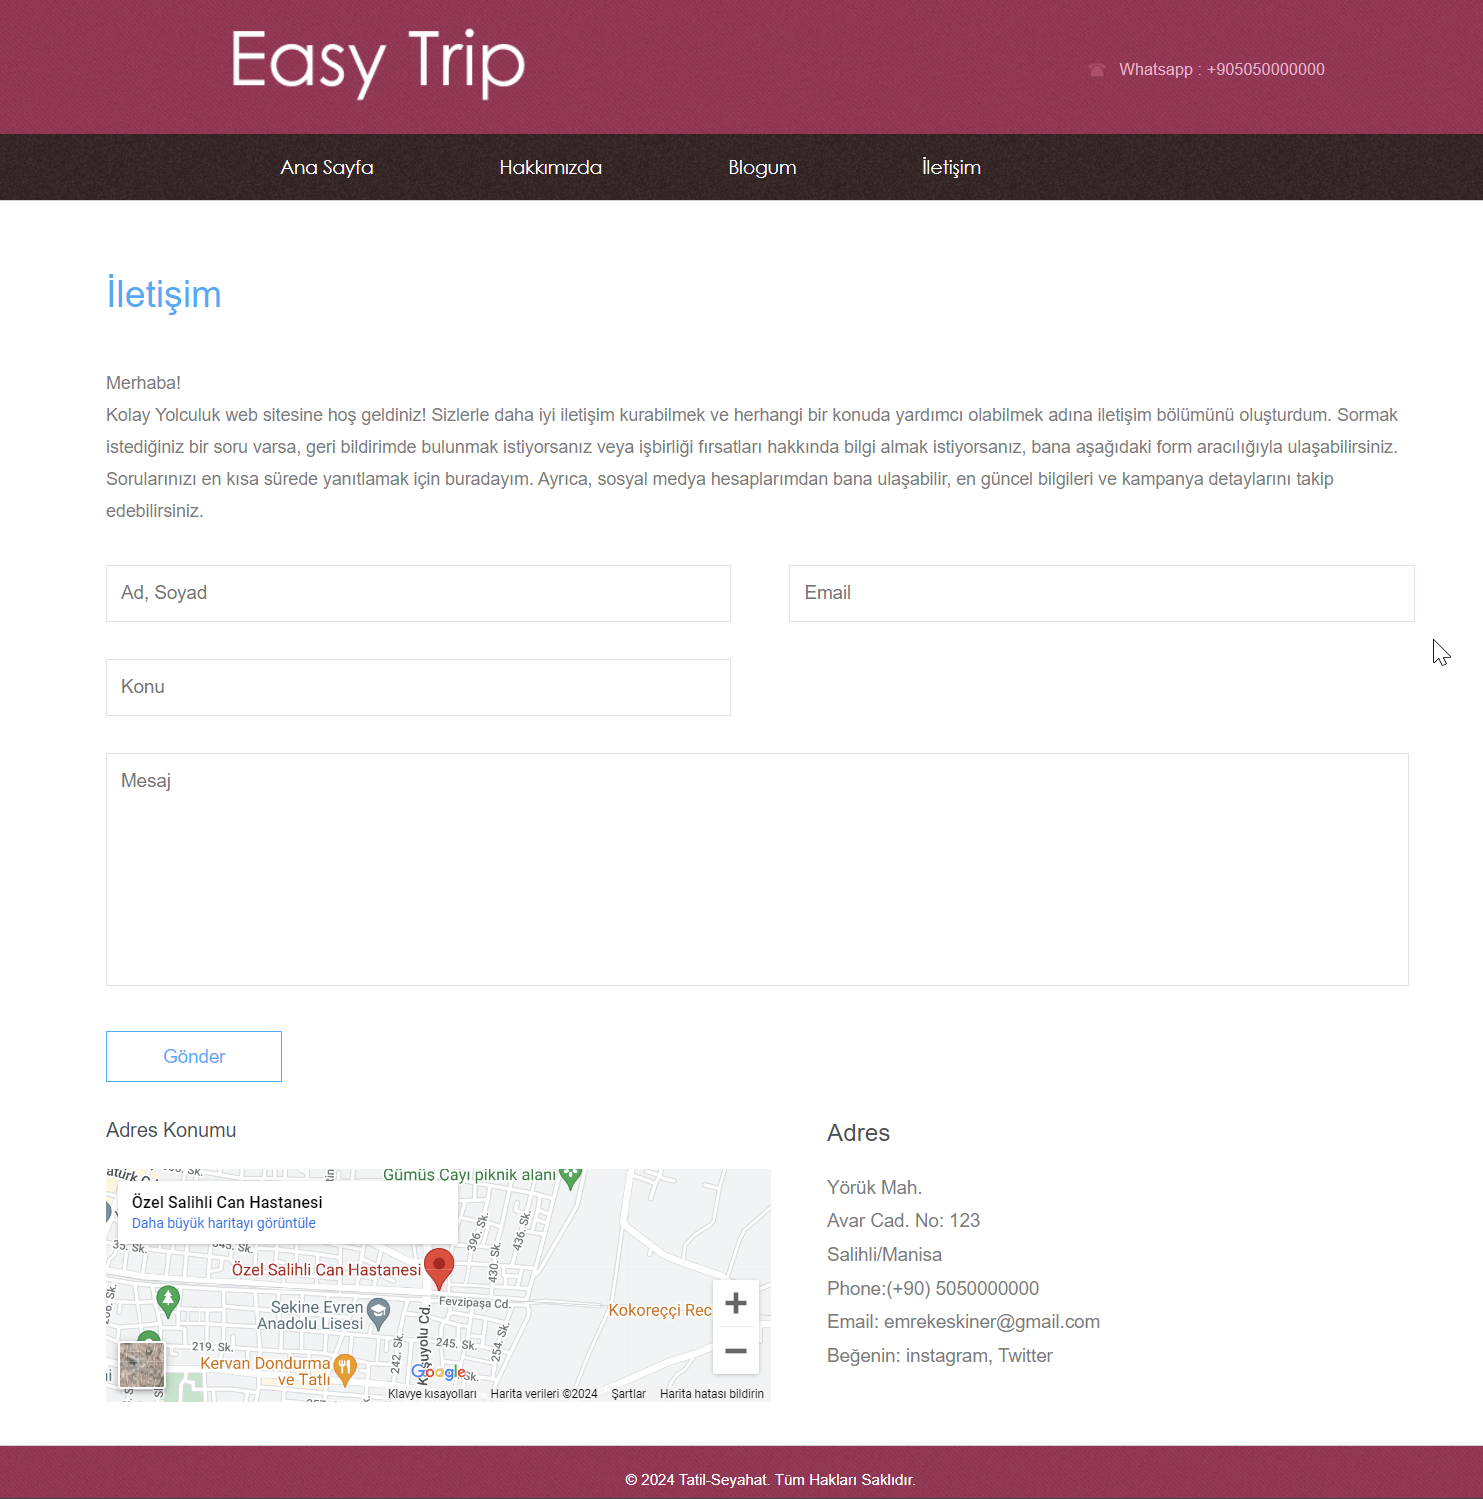 Easy Trip
Whatsapp : +905050000000
Ana Sayfa
Hakkımızda
Blogum
İletişim
İletişim
Merhaba!
Kolay Yolculuk web sitesine hoş geldiniz! Sizlerle daha iyi iletişim kurabilmek ve herhangi bir konuda yardımcı olabilmek adına iletişim bölümünü oluşturdum. Sormak
istediğiniz bir soru varsa, geri bildirimde bulunmak istiyorsanız veya işbirliği fırsatları hakkında bilgi almak istiyorsanız, bana aşağıdaki form aracılığıyla ulaşabilirsiniz.
Sorularınızı en kısa sürede yanıtlamak için buradayım. Ayrıca, sosyal medya hesaplarımdan bana ulaşabilir, en güncel bilgileri ve kampanya detaylarını takip
edebilirsiniz.
Ad, Soyad
Email
Konu
Mesaj
Gönder
Adres Konumu
Gümüş Çayı piknik alanı
Özel Salihli Can Hastanesi
Daha büyük haritayı görüntüle
35. Sk.
345. Sk.
396. Sk.
436. Sk.
430. Sk.
Özel Salihli Can Hastanesi
Fevzipaşa Cd.
Sekine Evren
Anadolu Lisesi
Kokoreççi Rec
219. Sk.
242. Sk.
245. Sk.
254. Sk.
Kervan Dondurma
ve Tatlı
Google
Klavye kısayolları
Harita verileri ©2024
Şartlar
Harita hatası bildirin
Adres
Yörük Mah.
Avar Cad. No: 123
Salihli/Manisa
Phone:(+90) 5050000000
Email: emrekeskiner@gmail.com
Beğenin: instagram, Twitter
© 2024 Tatil-Seyahat. Tüm Hakları Saklıdır.